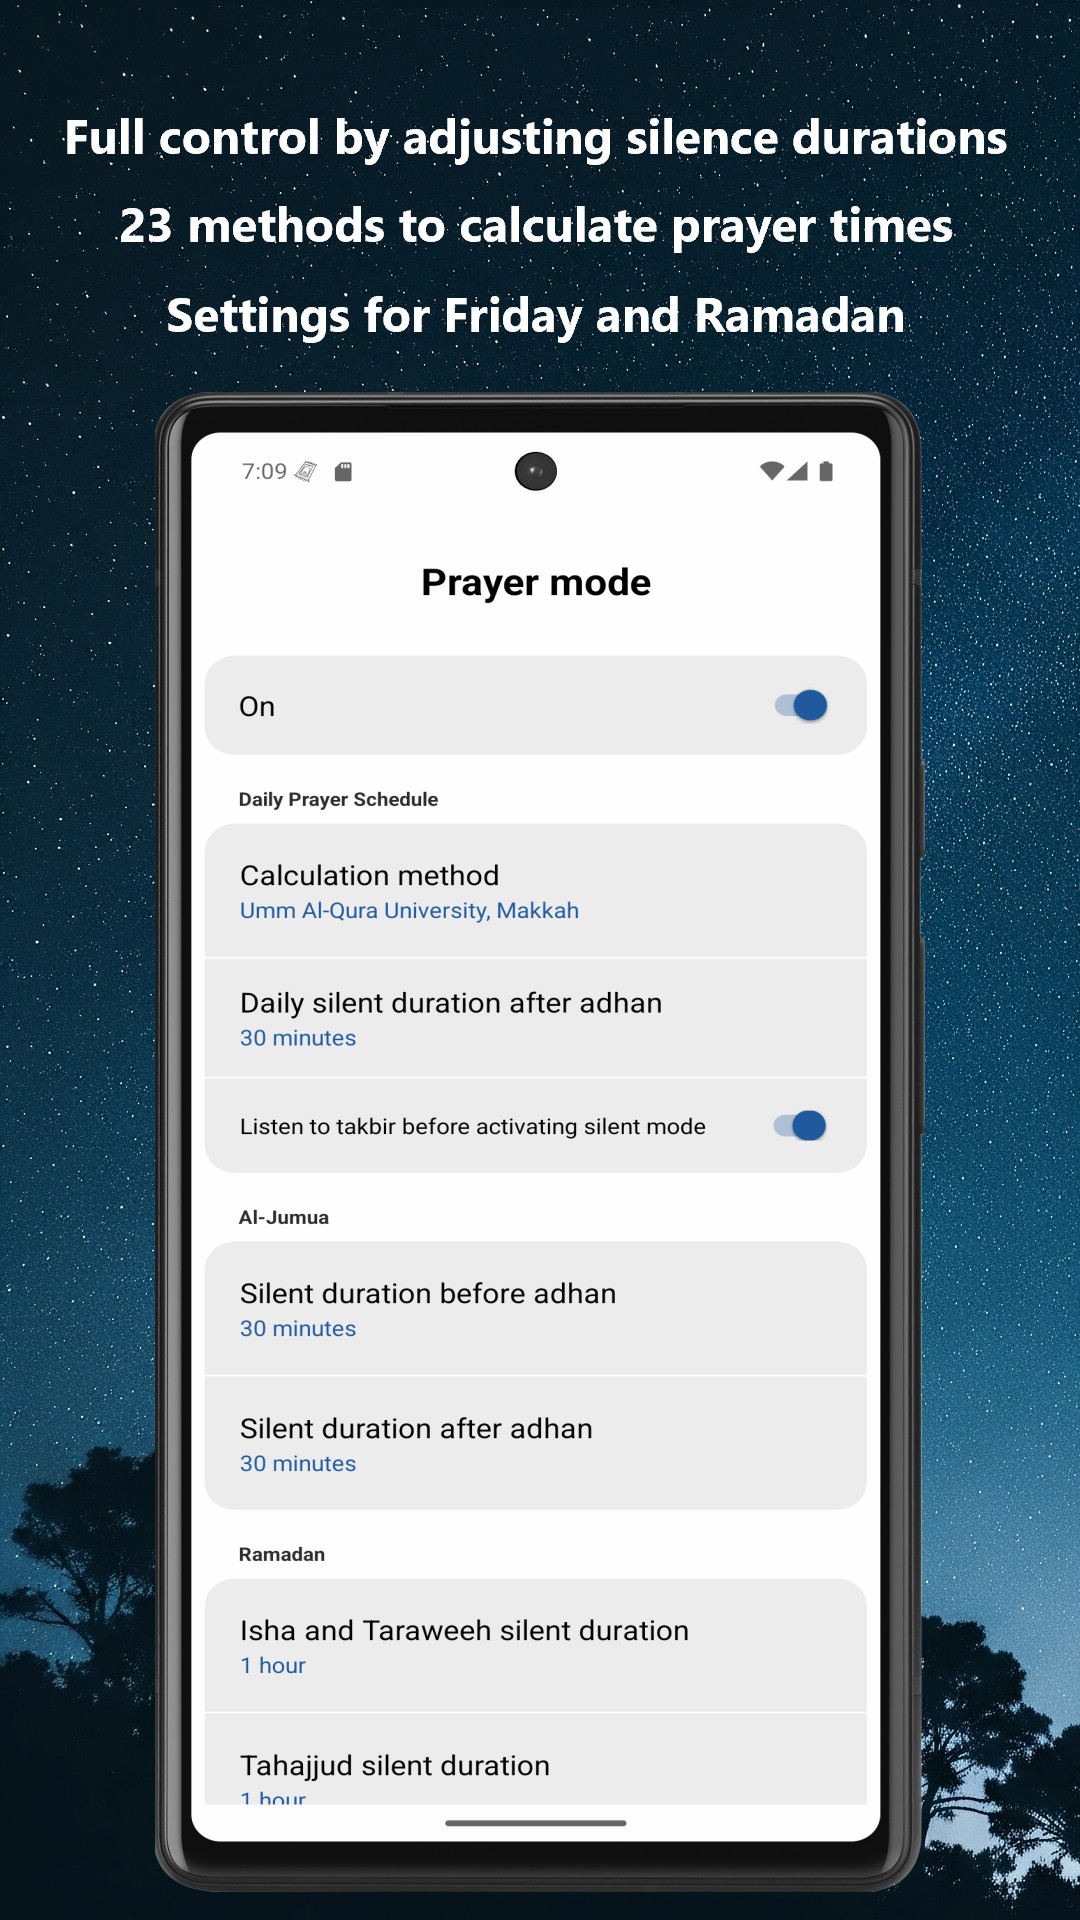 Full control by adjusting silence durations
23 methods to calculate prayer times
Settings for Friday and Ramadan
7:09
Prayer mode
On
Daily Prayer Schedule
Calculation method
Umm Al-Qura University, Makkah
Daily silent duration after adhan
30 minutes
Listen to takbir before activating silent mode
Al-Jumua
Silent duration before adhan
30 minutes
Silent duration after adhan
30 minutes
Ramadan
Isha and Taraweeh silent duration
1 hour
Tahajjud silent duration
1 hour